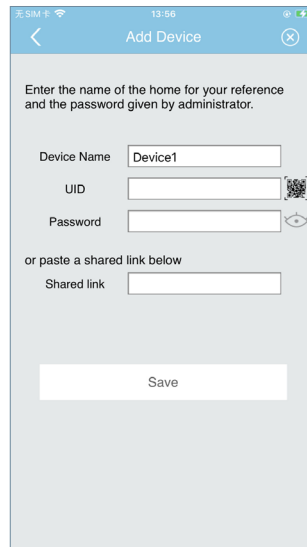 无SIM卡 13:56
Add Device
Enter the name of the home for your reference
and the password given by administrator.
Device Name Device1
UID
Password
or paste a shared link below
Shared link
Save